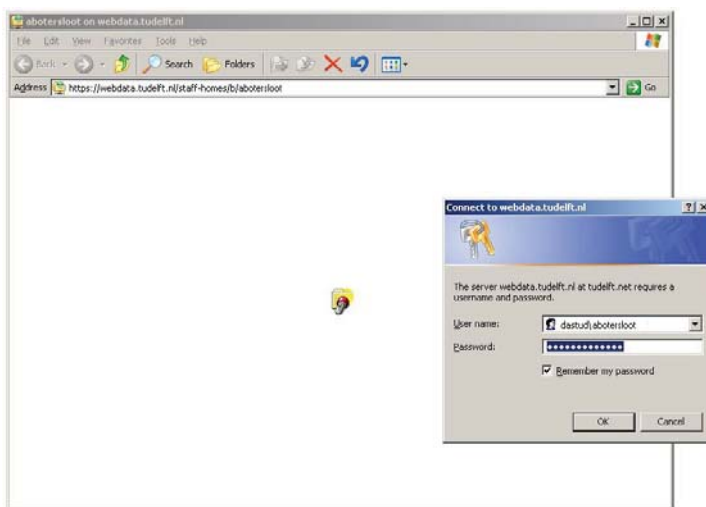 abotersloot on webdata.tudelft.nl
File Edit View Favorites Tools Help
Back Search Folders
Address https://webdata.tudelft.nl/staff-homes/b/abotersloot Go
Connect to webdata.tudelft.nl
The server webdata.tudelft.nl at tudelft.net requires a
username and password.
User name: dastud\abotersloot
Password: •••••••••••••
Remember my password
OK Cancel